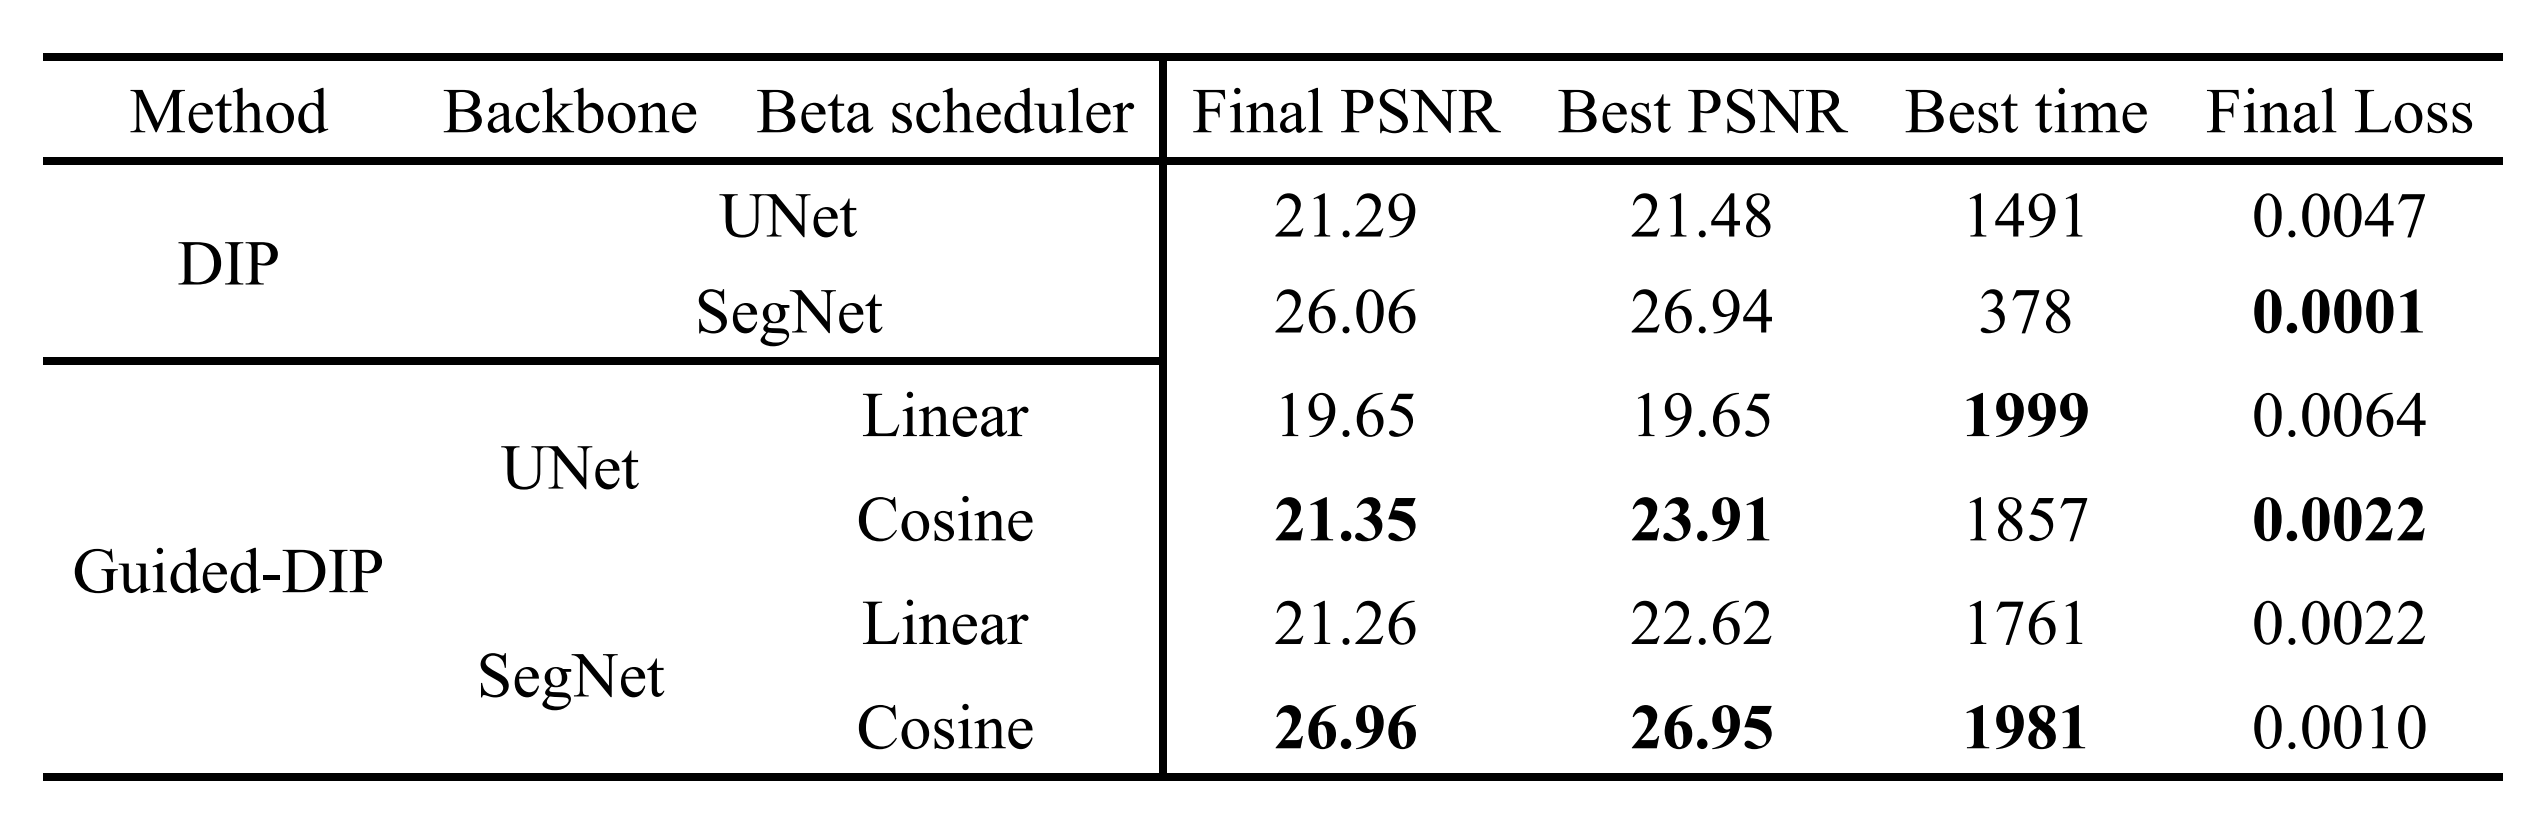 Method Backbone Beta scheduler Final PSNR Best PSNR Best time Final Loss
DIP UNet 21.29 21.48 1491 0.0047
SegNet 26.06 26.94 378 0.0001
Guided-DIP UNet Linear 19.65 19.65 1999 0.0064
Cosine 21.35 23.91 1857 0.0022
SegNet Linear 21.26 22.62 1761 0.0022
Cosine 26.96 26.95 1981 0.0010